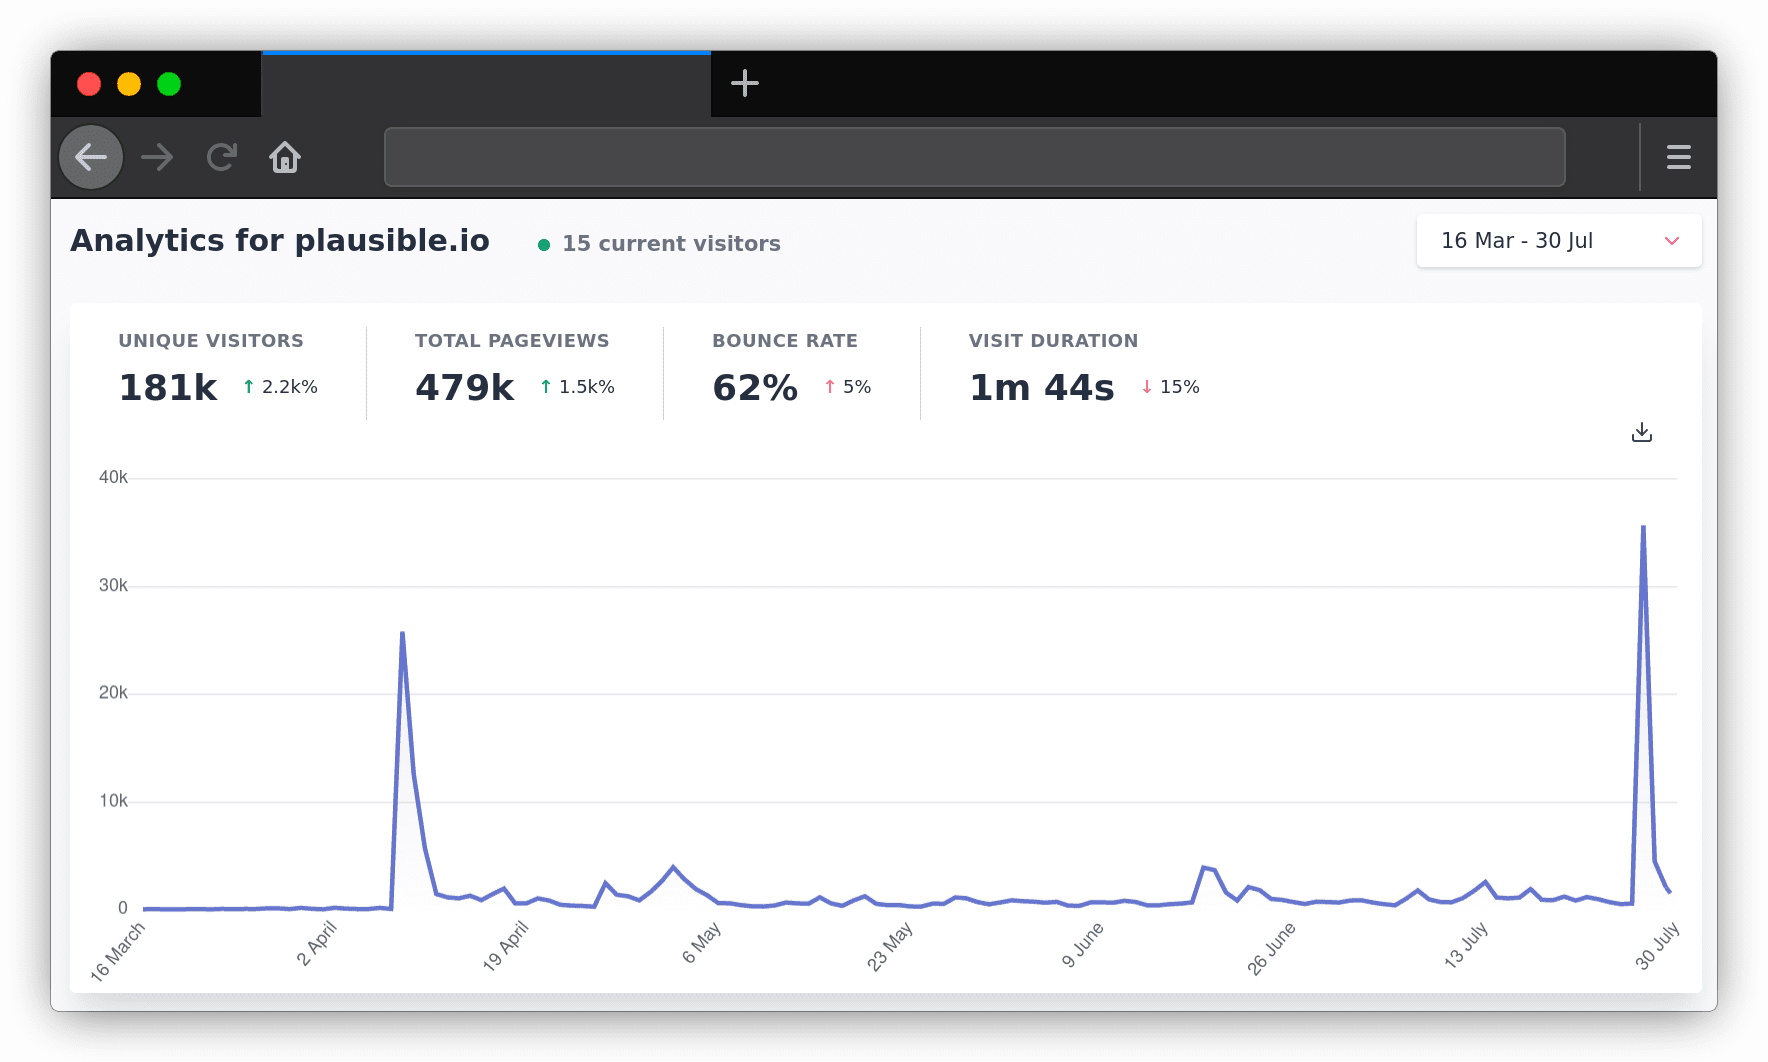 Analytics for plausible.io
15 current visitors
16 Mar - 30 Jul
UNIQUE VISITORS
181k ↑ 2.2k%
TOTAL PAGEVIEWS
479k ↑ 1.5k%
BOUNCE RATE
62% ↑ 5%
VISIT DURATION
1m 44s ↓ 15%
40k
30k
20k
10k
0
16 March
2 April
19 April
6 May
23 May
9 June
26 June
13 July
30 July